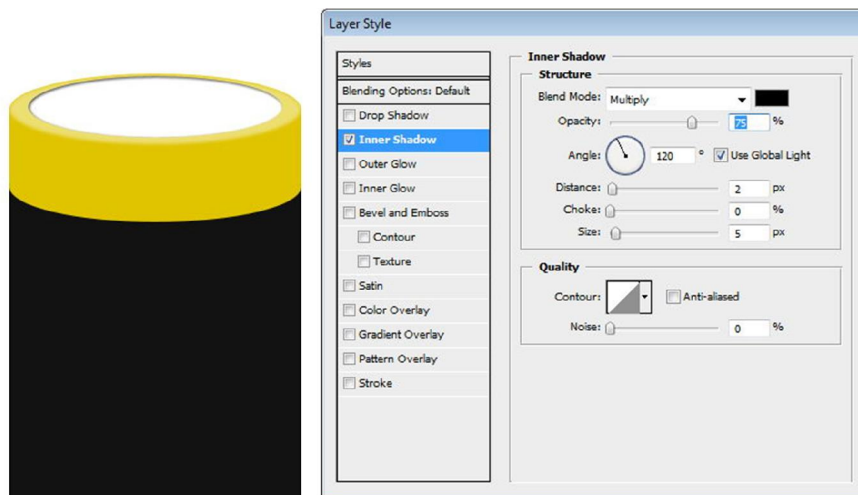 Layer Style
Styles
Blending Options: Default
Drop Shadow
Inner Shadow
Outer Glow
Inner Glow
Bevel and Emboss
Contour
Texture
Satin
Color Overlay
Gradient Overlay
Pattern Overlay
Stroke
Inner Shadow
Structure
Blend Mode: Multiply
Opacity: 75 %
Angle: 120 ° Use Global Light
Distance: 2 px
Choke: 0 %
Size: 5 px
Quality
Contour: Anti-aliased
Noise: 0 %